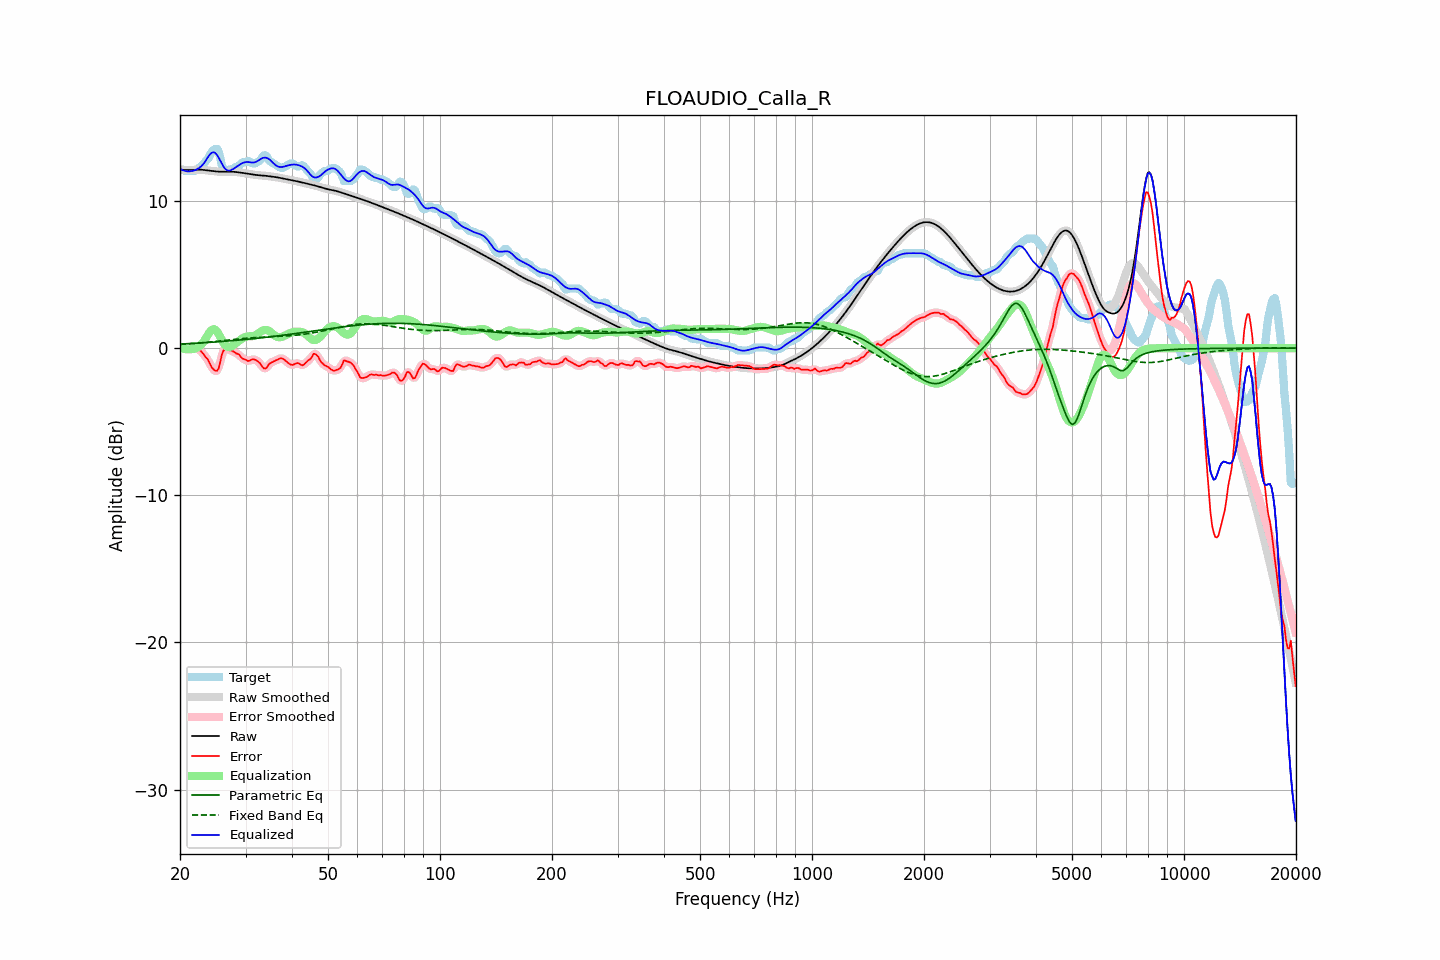 FLOAUDIO_Calla_R
Amplitude (dBr)
10
0
−10
−20
−30
Target
Raw Smoothed
Error Smoothed
Raw
Error
Equalization
Parametric Eq
Fixed Band Eq
Equalized
20 50 100 200 500 1000 2000 5000 10000 20000
Frequency (Hz)